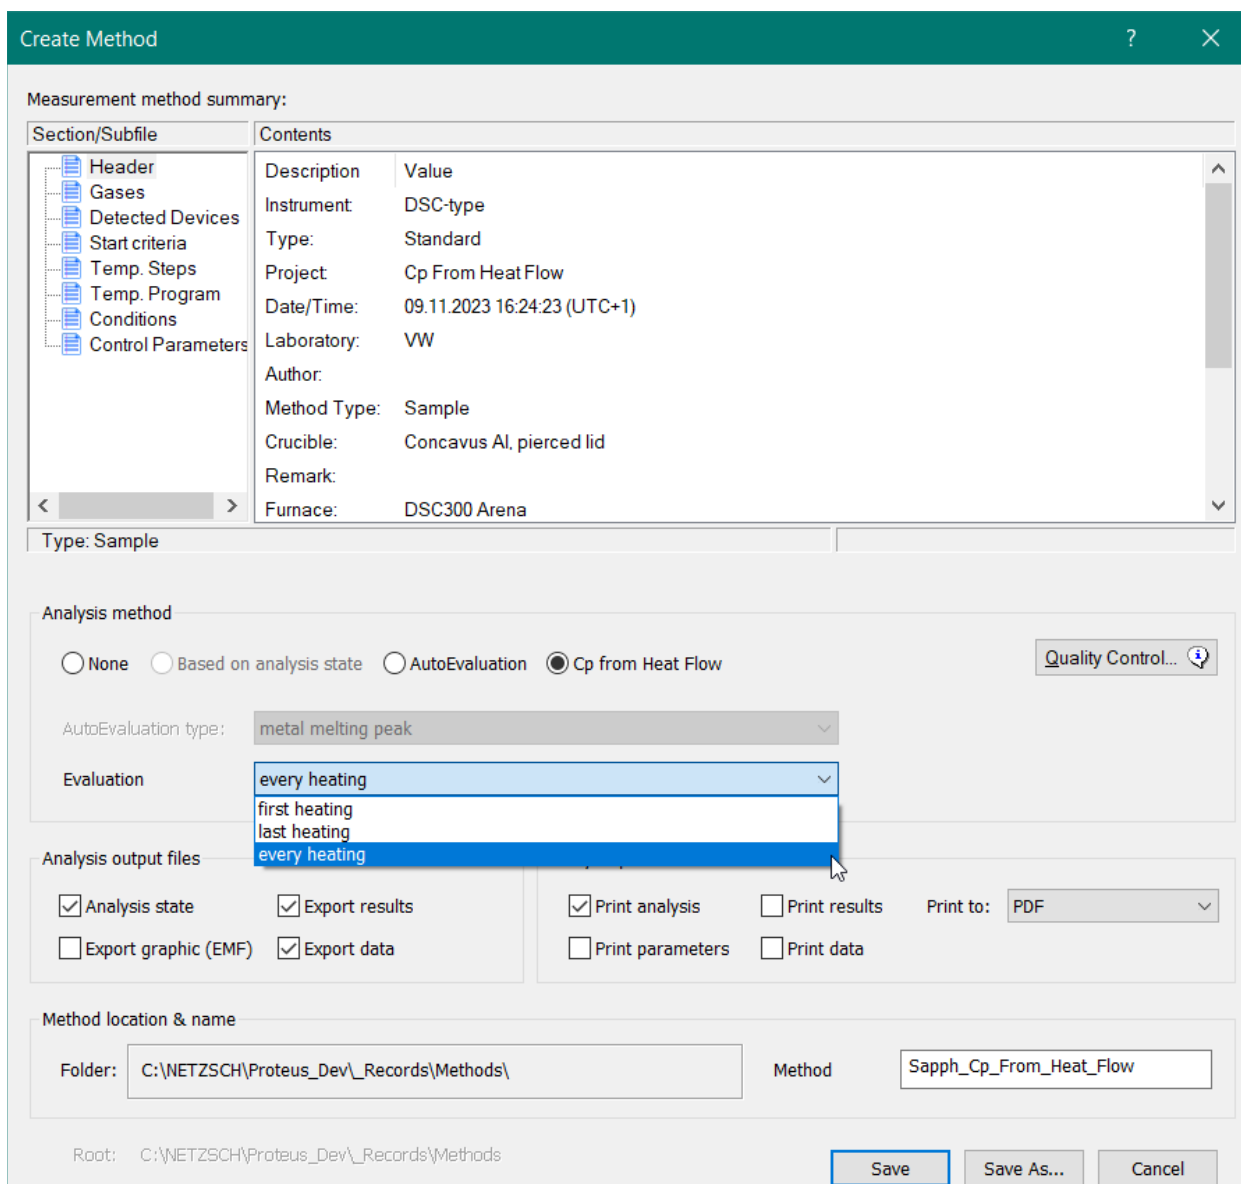 Create Method
?
Measurement method summary:
Section/Subfile
Contents
Header
Gases
Detected Devices
Start criteria
Temp. Steps
Temp. Program
Conditions
Control Parameters
Description Value
Instrument: DSC-type
Type: Standard
Project: Cp From Heat Flow
Date/Time: 09.11.2023 16:24:23 (UTC+1)
Laboratory: VW
Author:
Method Type: Sample
Crucible: Concavus Al, pierced lid
Remark:
Furnace: DSC300 Arena
Type: Sample
Analysis method
None Based on analysis state AutoEvaluation Cp from Heat Flow
Quality Control...
AutoEvaluation type: metal melting peak
Evaluation every heating
first heating
last heating
every heating
Analysis output files
Analysis state Export results
Export graphic (EMF) Export data
Print analysis Print results Print to: PDF
Print parameters Print data
Method location & name
Folder: C:\NETZSCH\Proteus_Dev\_Records\Methods\
Method Sapph_Cp_From_Heat_Flow
Root: C:\NETZSCH\Proteus_Dev\_Records\Methods
Save Save As... Cancel